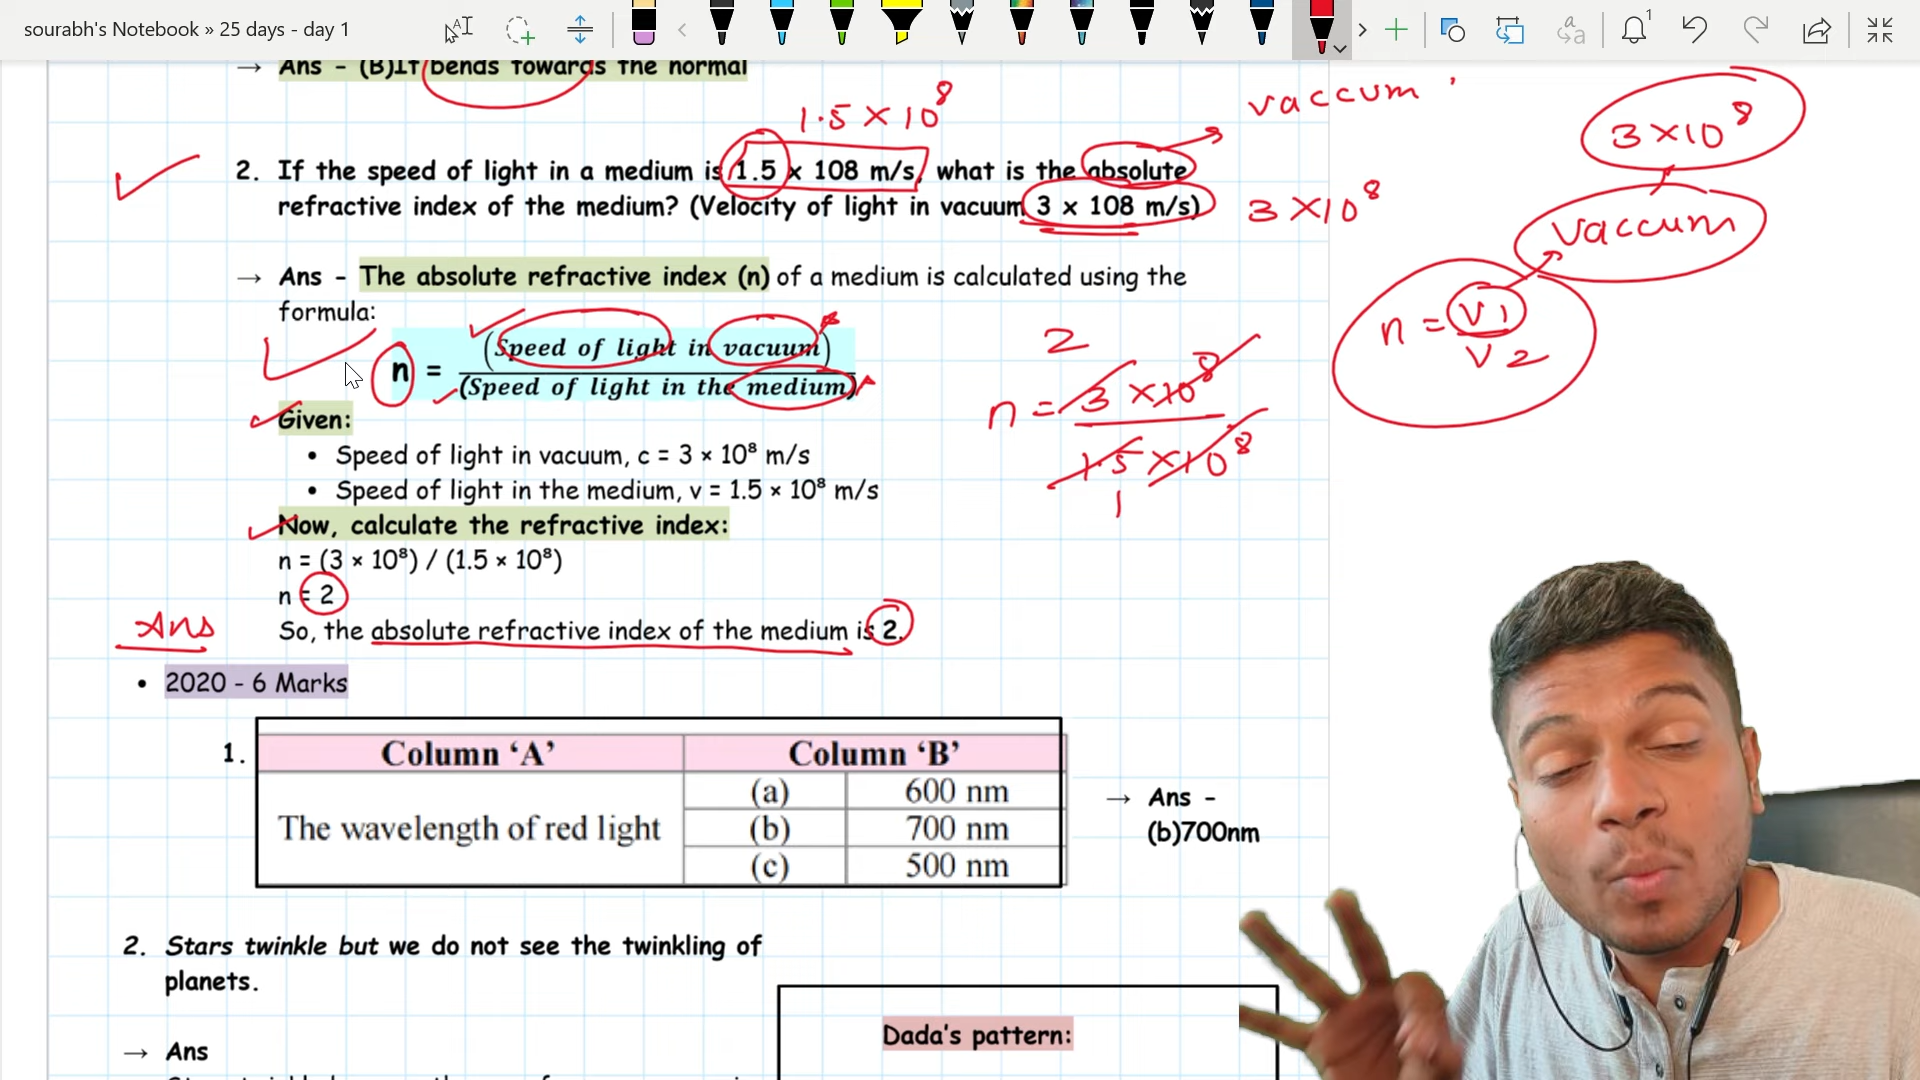 sourabh's Notebook » 25 days - day 1
→ Ans - (B)It bends towards the normal
1.5 × 10⁸
vaccum
3 × 10⁸
2. If the speed of light in a medium is 1.5 x 108 m/s, what is the absolute
refractive index of the medium? (Velocity of light in vacuum 3 x 108 m/s)
3 × 10⁸
vaccum
→ Ans - The absolute refractive index (n) of a medium is calculated using the
formula:
n = (Speed of light in vacuum)
(Speed of light in the medium)
n = V1
V2
2
n = 3 × 10⁸
1.5 × 10⁸
1
Given:
• Speed of light in vacuum, c = 3 × 10⁸ m/s
• Speed of light in the medium, v = 1.5 × 10⁸ m/s
Now, calculate the refractive index:
n = (3 × 10⁸) / (1.5 × 10⁸)
n = 2
Ans
So, the absolute refractive index of the medium is 2.
• 2020 - 6 Marks
1. Column ‘A’ Column ‘B’
The wavelength of red light
(a) 600 nm
(b) 700 nm
(c) 500 nm
→ Ans -
(b)700nm
2. Stars twinkle but we do not see the twinkling of
planets.
Dada's pattern:
→ Ans